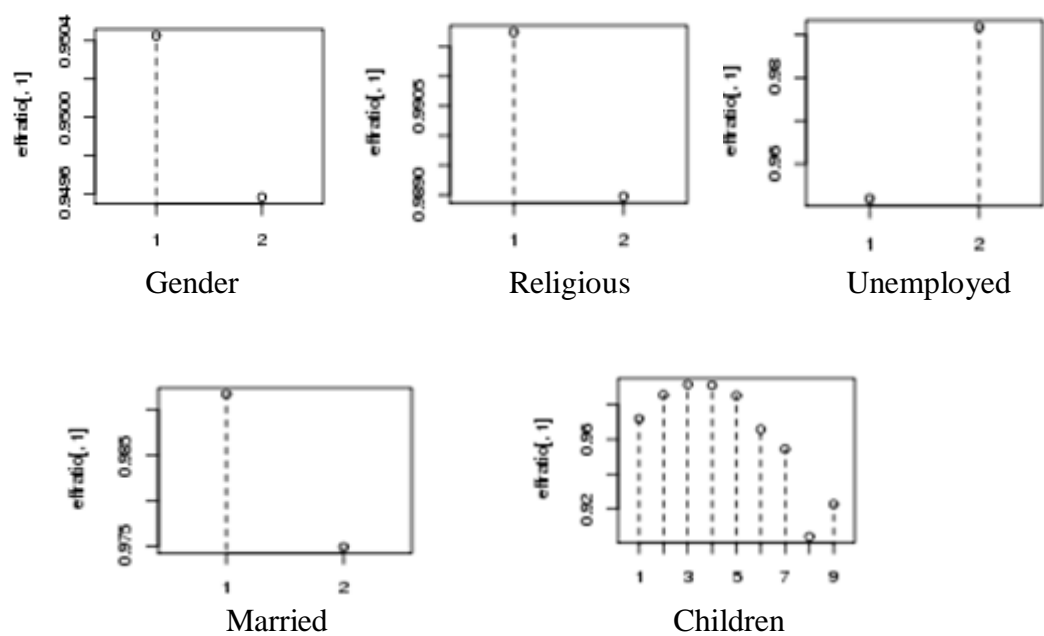 effratio[, 1]
0.9504
0.9500
0.9496
1 2
Gender
effratio[, 1]
0.9905
0.9890
1 2
Religious
effratio[, 1]
0.98
0.96
1 2
Unemployed
effratio[, 1]
0.985
0.975
1 2
Married
effratio[, 1]
0.96
0.92
1 3 5 7 9
Children